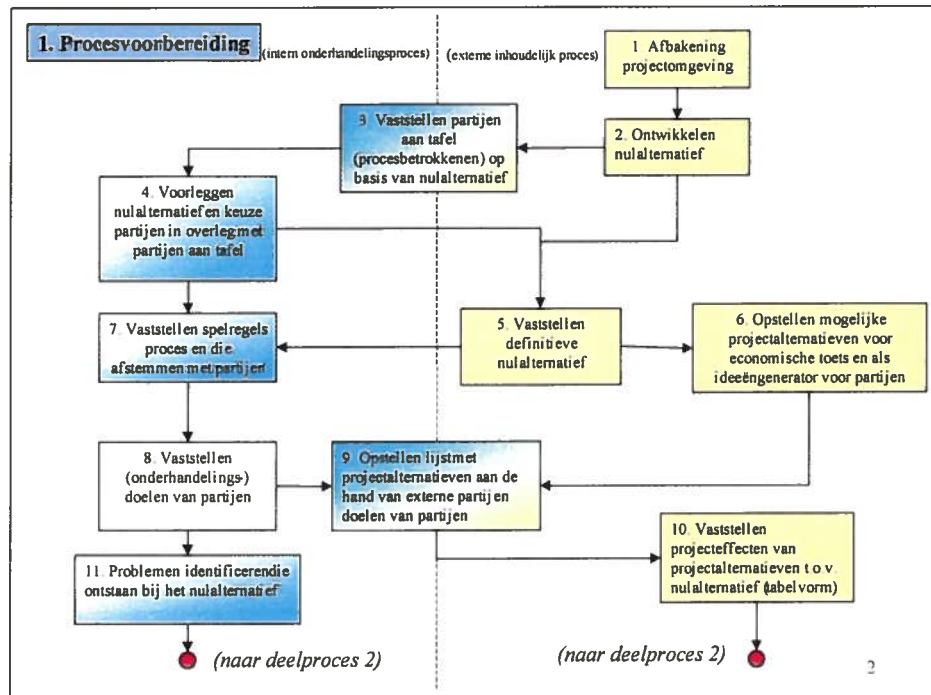 1. Procesvoorbereiding
(intern onderhandelingsproces)
(externe inhoudelijk proces)
1 Afbakening
projectomgeving
2. Ontwikkelen
nulalternatief
3 Vaststellen partijen
aan tafel
(procesbetrokkenen) op
basis van nulalternatief
4. Voorleggen
nulalternatief en keuze
partijen in overleg met
partijen aan tafel
5. Vaststellen
definitieve
nulalternatief
6. Opstellen mogelijke
projectalternatieven voor
economische toets en als
ideeëngenerator voor partijen
7. Vaststellen spelregels
proces en die
afstemmen met partijen
8. Vaststellen
(onderhandelings-)
doelen van partijen
9 Opstellen lijst met
projectalternatieven aan de
hand van externe partijen
doelen van partijen
10. Vaststellen
projecteffecten van
projectalternatieven t o v.
nulalternatief (tabelvorm)
11. Problemen identificeren die
ontstaan bij het nulalternatief
(naar deelproces 2)
(naar deelproces 2)
2